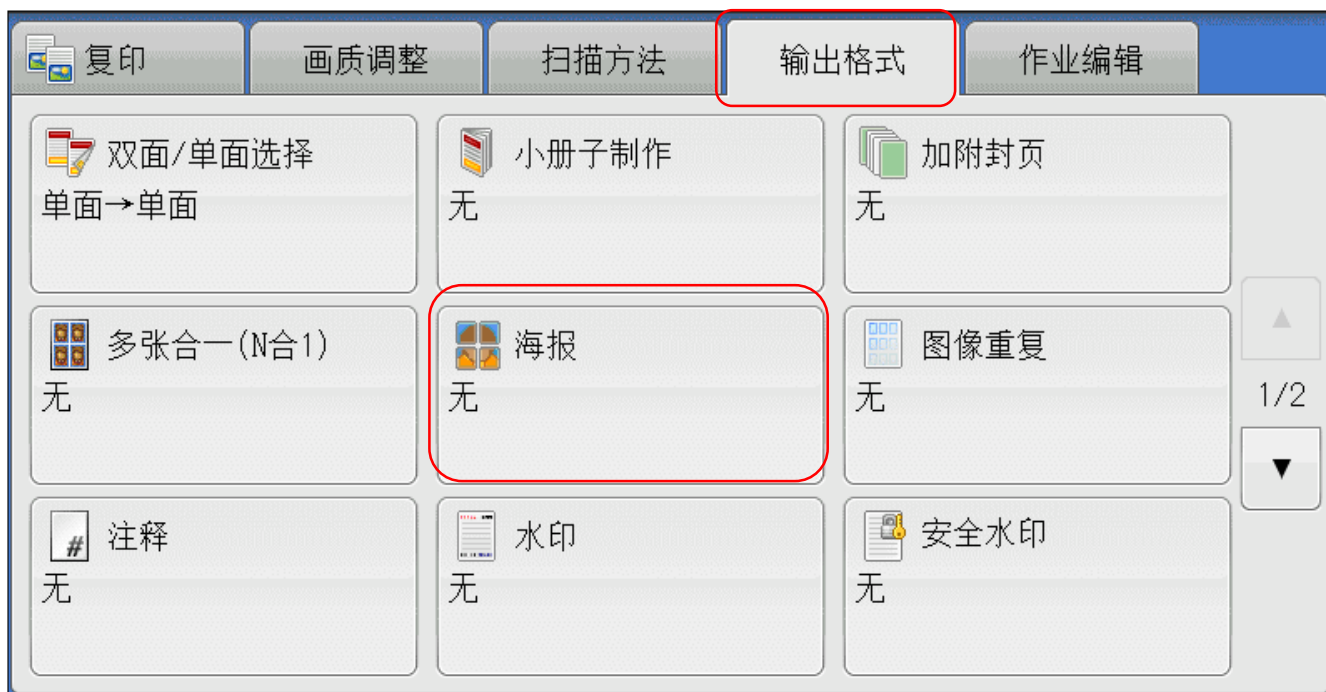 复印 画质调整 扫描方法 输出格式 作业编辑
双面/单面选择 小册子制作 加附封页
单面→单面 无 无
多张合一(N合1) 海报 图像重复
无 无 无
1/2
注释 水印 安全水印
无 无 无